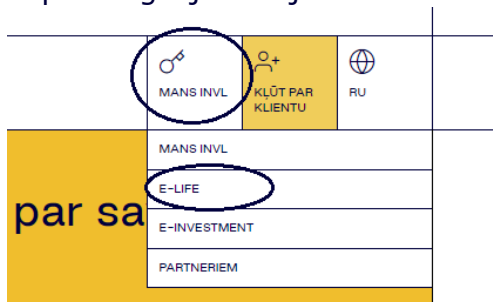 MANS INVL
KĻŪT PAR
KLIENTU
RU
MANS INVL
E-LIFE
par sa
E-INVESTMENT
PARTNERIEM